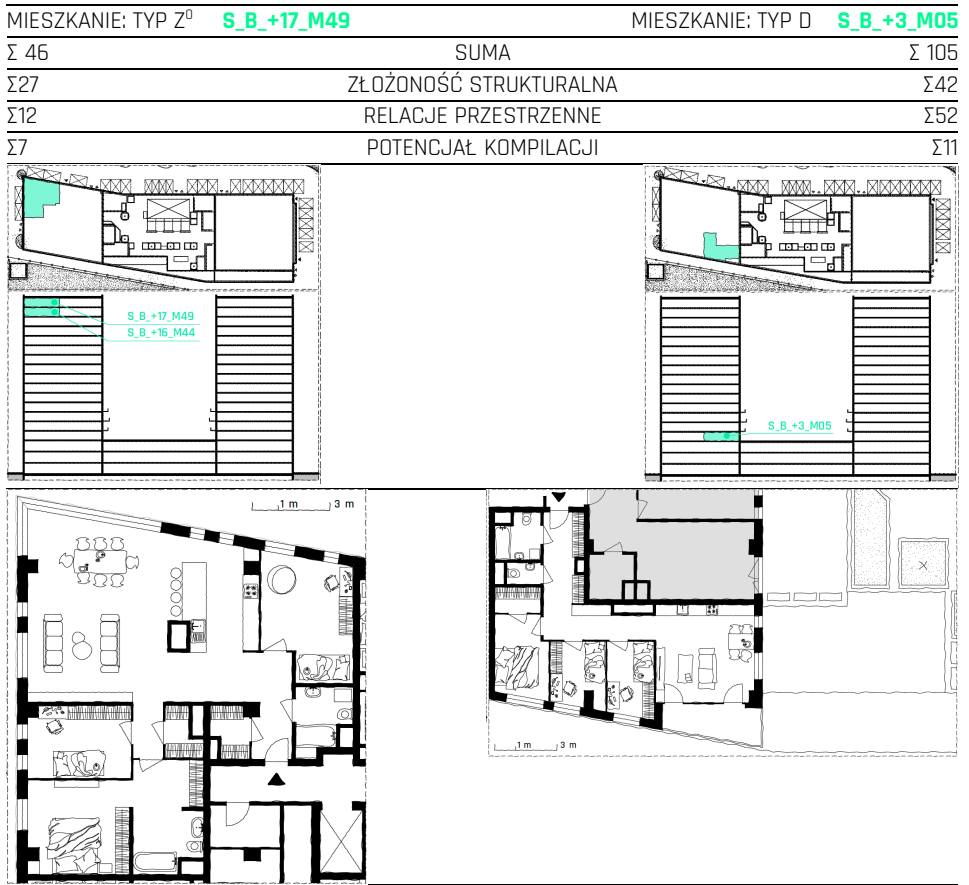 MIESZKANIE: TYP Z⁰ S_B_+17_M49 MIESZKANIE: TYP D S_B_+3_M05
Σ 46 SUMA Σ 105
Σ27 ZŁOŻONOŚĆ STRUKTURALNA Σ42
Σ12 RELACJE PRZESTRZENNE Σ52
Σ7 POTENCJAŁ KOMPILACJI Σ11
S_B_+17_M49
S_B_+16_M44
S_B_+3_M05
1 m 3 m
1 m 3 m